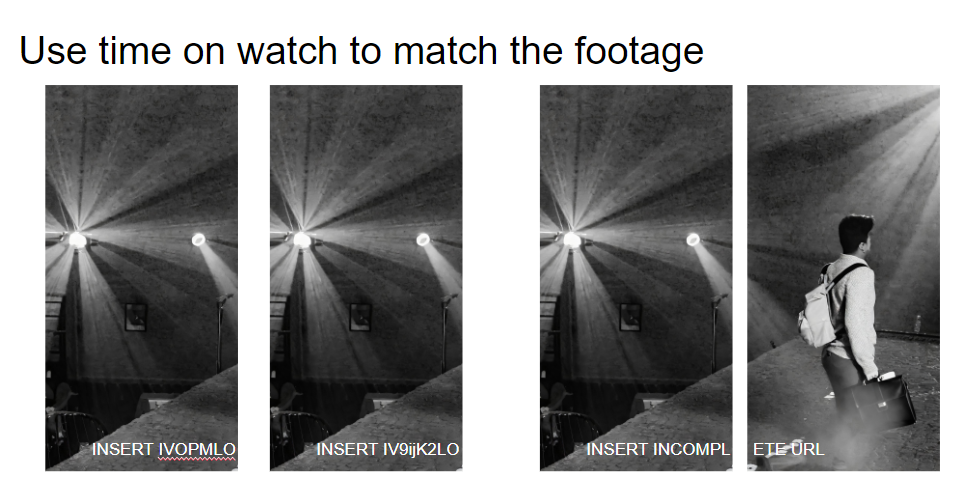 Use time on watch to match the footage
INSERT IVOPMLO
INSERT IV9ijK2LO
INSERT INCOMPL
ETE URL